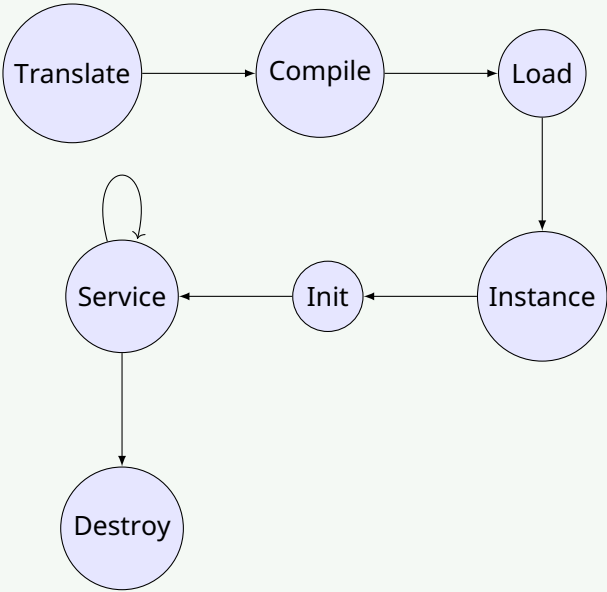 Translate
Compile
Load
Service
Init
Instance
Destroy